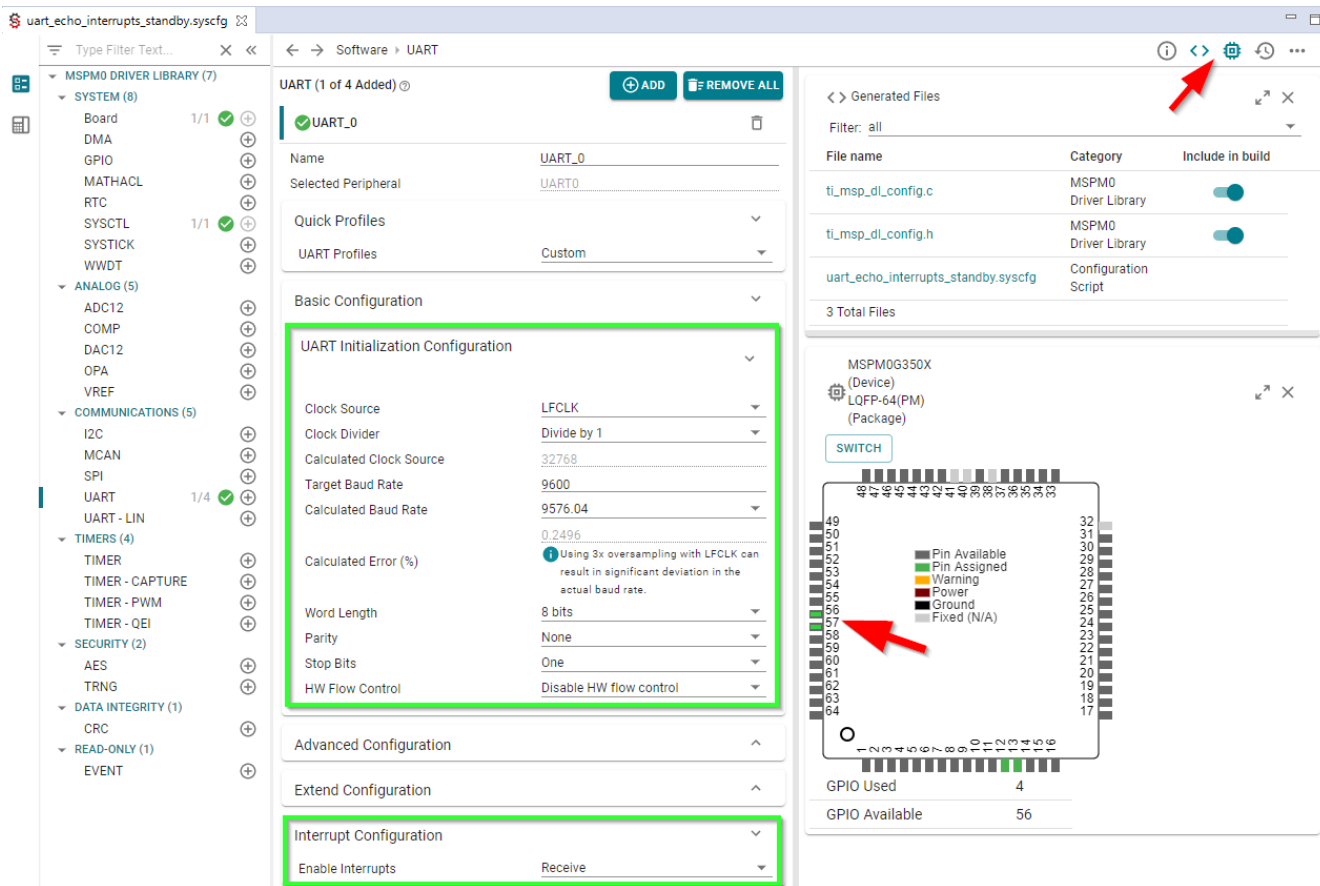 uart_echo_interrupts_standby.syscfg
Type Filter Text...
Software › UART
MSPM0 DRIVER LIBRARY (7)
SYSTEM (8)
Board 1/1
DMA
GPIO
MATHACL
RTC
SYSCTL 1/1
SYSTICK
WWDT
ANALOG (5)
ADC12
COMP
DAC12
OPA
VREF
COMMUNICATIONS (5)
I2C
MCAN
SPI
UART 1/4
UART - LIN
TIMERS (4)
TIMER
TIMER - CAPTURE
TIMER - PWM
TIMER - QEI
SECURITY (2)
AES
TRNG
DATA INTEGRITY (1)
CRC
READ-ONLY (1)
EVENT
UART (1 of 4 Added)
ADD
REMOVE ALL
UART_0
Name UART_0
Selected Peripheral UART0
Quick Profiles
UART Profiles Custom
Basic Configuration
UART Initialization Configuration
Clock Source LFCLK
Clock Divider Divide by 1
Calculated Clock Source 32768
Target Baud Rate 9600
Calculated Baud Rate 9576.04
Calculated Error (%) 0.2496
Using 3x oversampling with LFCLK can
result in significant deviation in the
actual baud rate.
Word Length 8 bits
Parity None
Stop Bits One
HW Flow Control Disable HW flow control
Advanced Configuration
Extend Configuration
Interrupt Configuration
Enable Interrupts Receive
<> Generated Files
Filter: all
File name Category Include in build
ti_msp_dl_config.c MSPM0
Driver Library
ti_msp_dl_config.h MSPM0
Driver Library
uart_echo_interrupts_standby.syscfg Configuration
Script
3 Total Files
MSPM0G350X
(Device)
LQFP-64(PM)
(Package)
SWITCH
48 47 46 45 44 43 42 41 40 39 38 37 36 35 34 33
49 32
50 31
51 30
52 29
53 28
54 27
55 26
56 25
57 24
58 23
59 22
60 21
61 20
62 19
63 18
64 17
Pin Available
Pin Assigned
Warning
Power
Ground
Fixed (N/A)
1 2 3 4 5 6 7 8 9 10 11 12 13 14 15 16
GPIO Used 4
GPIO Available 56